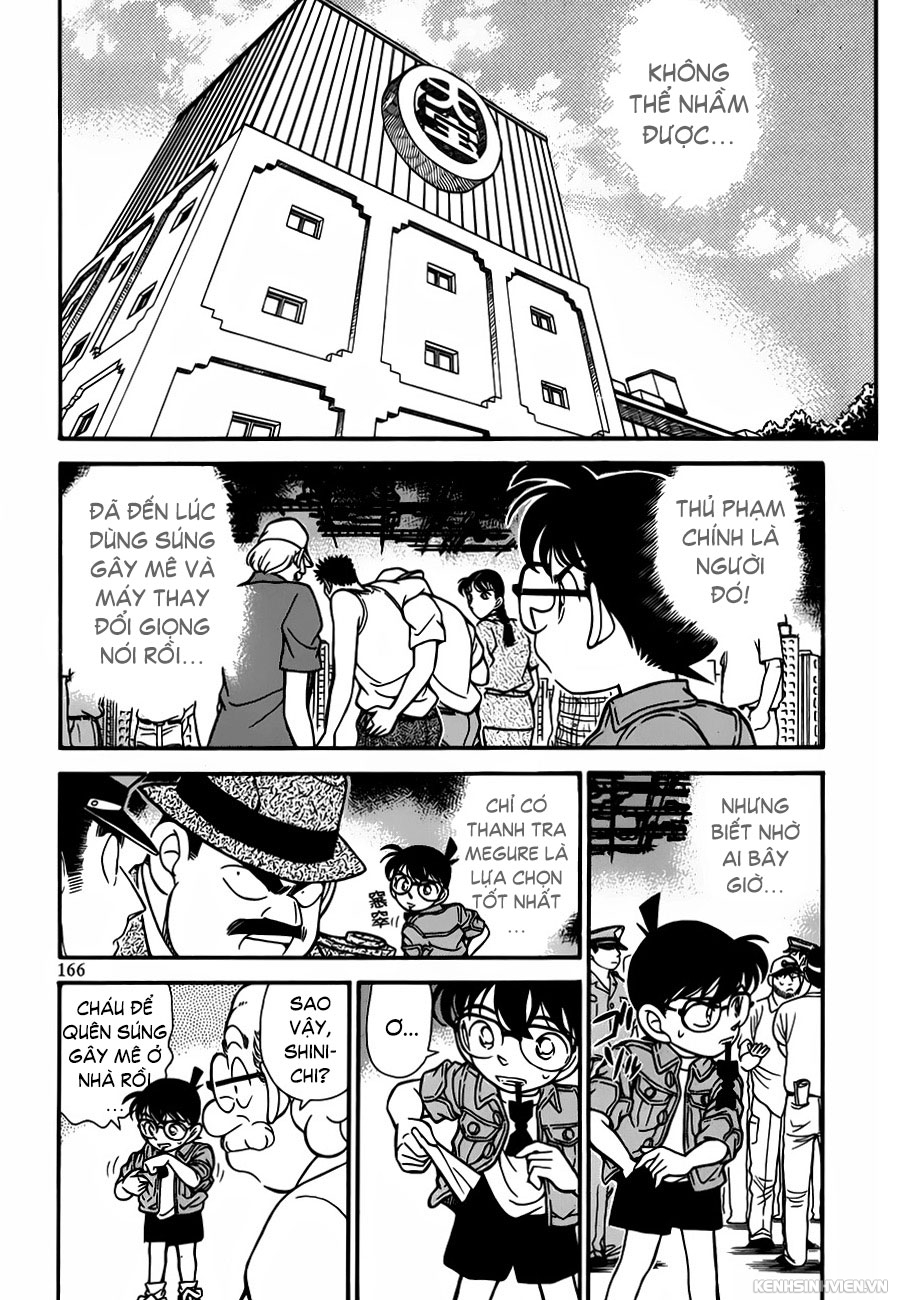 天宝
KHÔNG
THỂ NHẦM
ĐƯỢC...
THỦ PHẠM
CHÍNH LÀ
NGƯỜI
ĐÓ!
ĐÃ ĐẾN LÚC
DÙNG SÚNG
GÂY MÊ VÀ
MÁY THAY
ĐỔI GIỌNG
NÓI RỒI...
NHƯNG
BIẾT NHỜ
AI BÂY
GIỜ...
CHỈ CÓ
THANH TRA
MEGURE LÀ
LỰA CHỌN
TỐT NHẤT
...
166
Ơ...
SAO
VẬY,
SHINI-
CHI?
CHÁU ĐỂ
QUÊN SÚNG
GÂY MÊ Ở
NHÀ RỒI
...
KENHSINHVIEN.VN